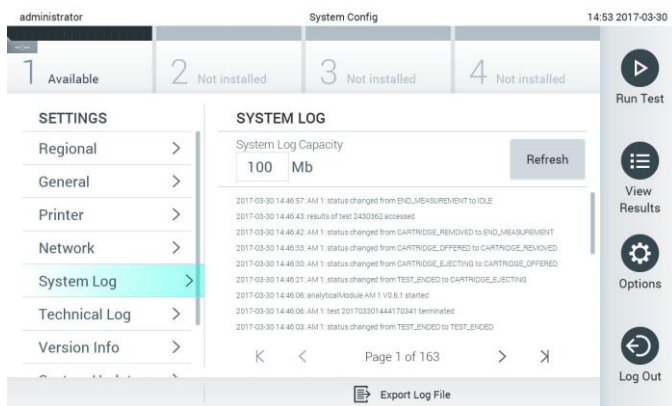 administrator System Config 14:53 2017-03-30
--:--
1 Available 2 Not installed 3 Not installed 4 Not installed
Run Test
SETTINGS
Regional
General
Printer
Network
System Log
Technical Log
Version Info
SYSTEM LOG
System Log Capacity
100 Mb
Refresh
2017-03-30 14:46:57: AM 1: status changed from END_MEASUREMENT to IDLE
2017-03-30 14:46:43: results of test 2430362 accessed
2017-03-30 14:46:42: AM 1: status changed from CARTRIDGE_REMOVED to END_MEASUREMENT
2017-03-30 14:46:33: AM 1: status changed from CARTRIDGE_OFFERED to CARTRIDGE_REMOVED
2017-03-30 14:46:30: AM 1: status changed from CARTRIDGE_EJECTING to CARTRIDGE_OFFERED
2017-03-30 14:46:21: AM 1: status changed from TEST_ENDED to CARTRIDGE_EJECTING
2017-03-30 14:46:06: analyticalModule AM 1 V0.6.1 started
2017-03-30 14:46:06: AM 1: test 201703301444170341 terminated
2017-03-30 14:46:03: AM 1: status changed from TEST_ENDED to TEST_ENDED
Page 1 of 163
Export Log File
View
Results
Options
Log Out